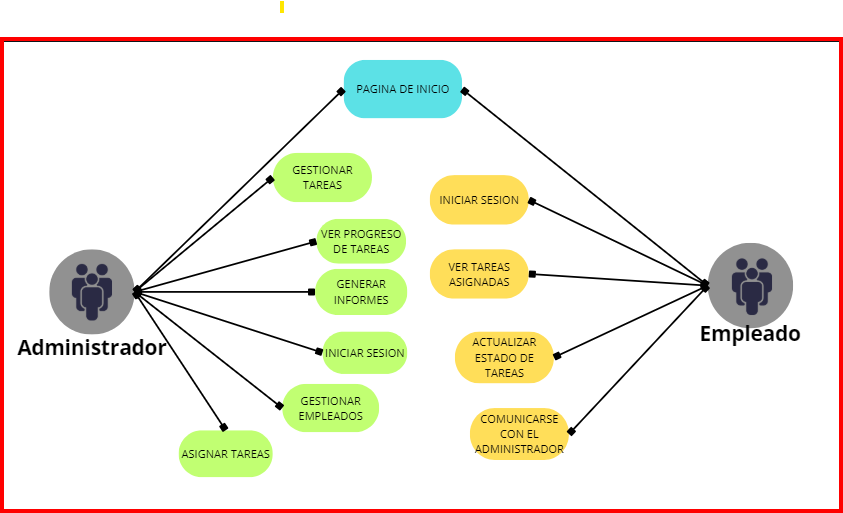 PAGINA DE INICIO
GESTIONAR
TAREAS
INICIAR SESION
VER PROGRESO
DE TAREAS
VER TAREAS
ASIGNADAS
GENERAR
INFORMES
Administrador
Empleado
INICIAR SESION
ACTUALIZAR
ESTADO DE
TAREAS
GESTIONAR
EMPLEADOS
COMUNICARSE
CON EL
ADMINISTRADOR
ASIGNAR TAREAS